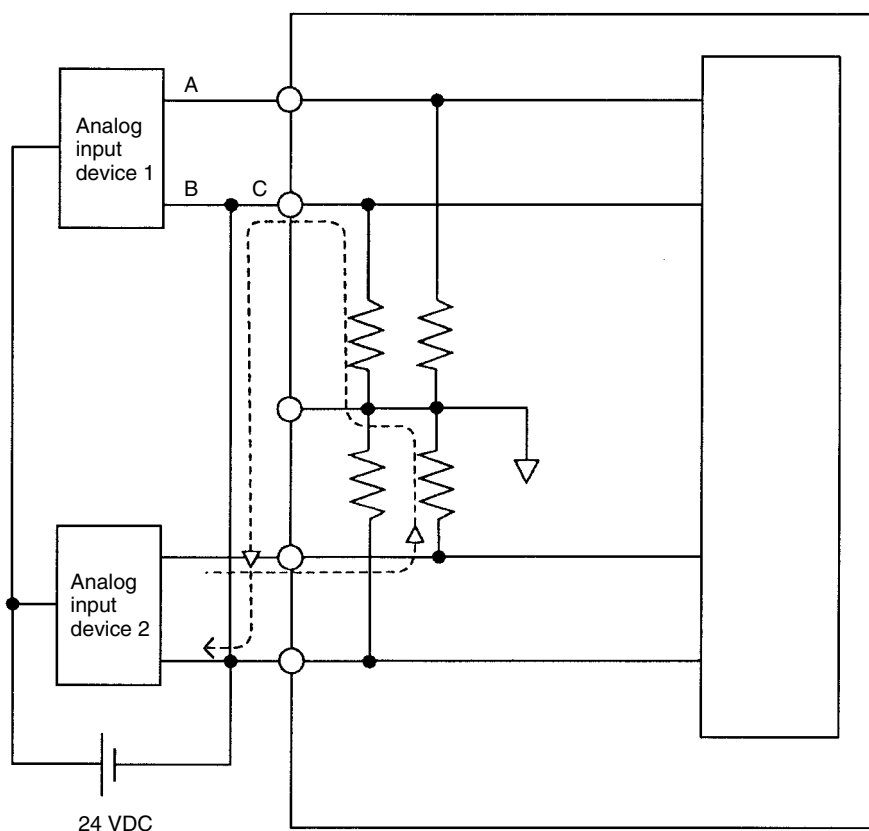 A
Analog
input
device 1
B
C
Analog
input
device 2
24 VDC